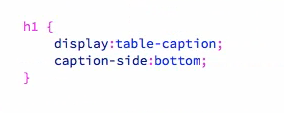 h1 {
    display:table-caption;
    caption-side:bottom;
}